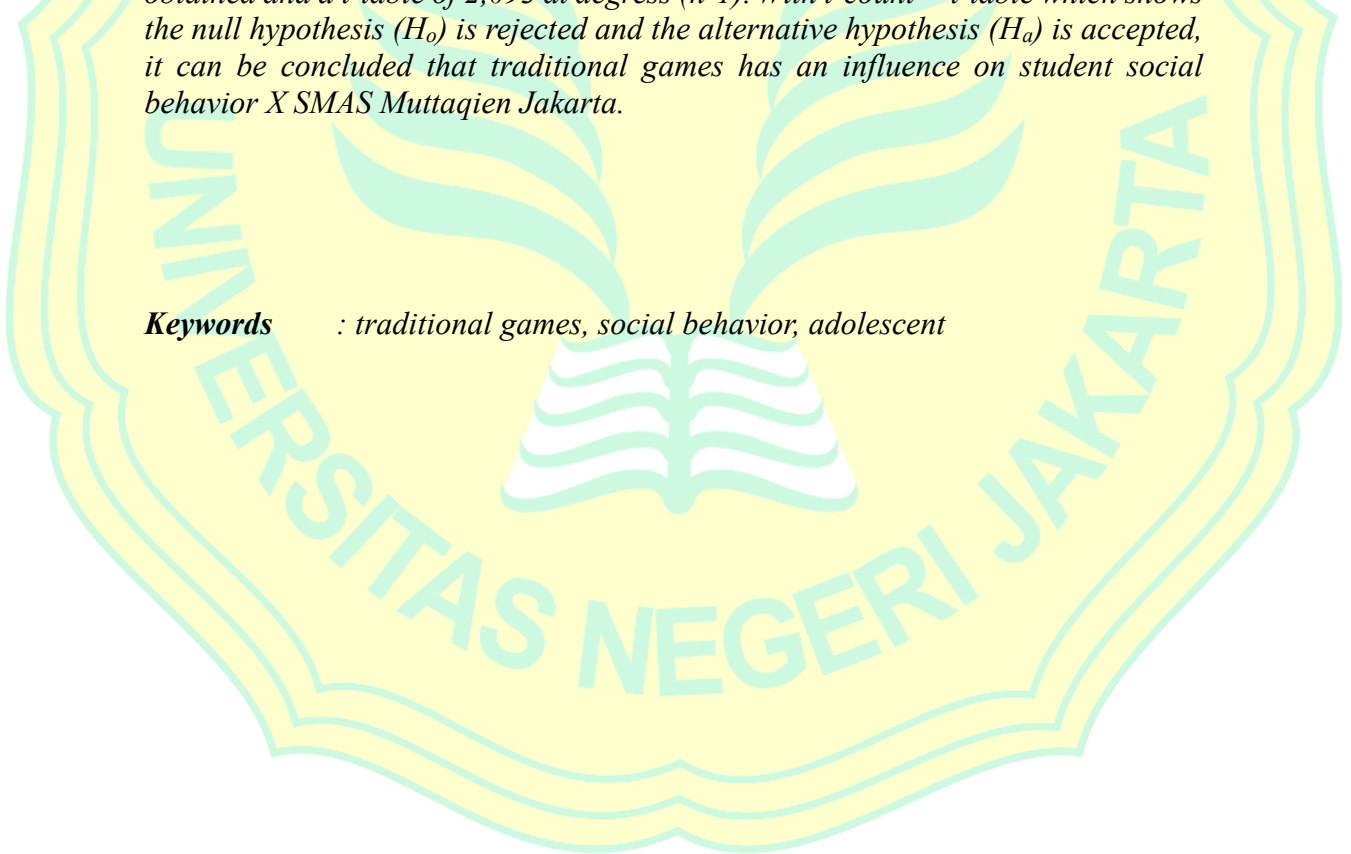 the null hypothesis (Hₒ) is rejected and the alternative hypothesis (Hₐ) is accepted,
it can be concluded that traditional games has an influence on student social
behavior X SMAS Muttaqien Jakarta.
Keywords : traditional games, social behavior, adolescent
UNIVERSITAS NEGERI JAKARTA